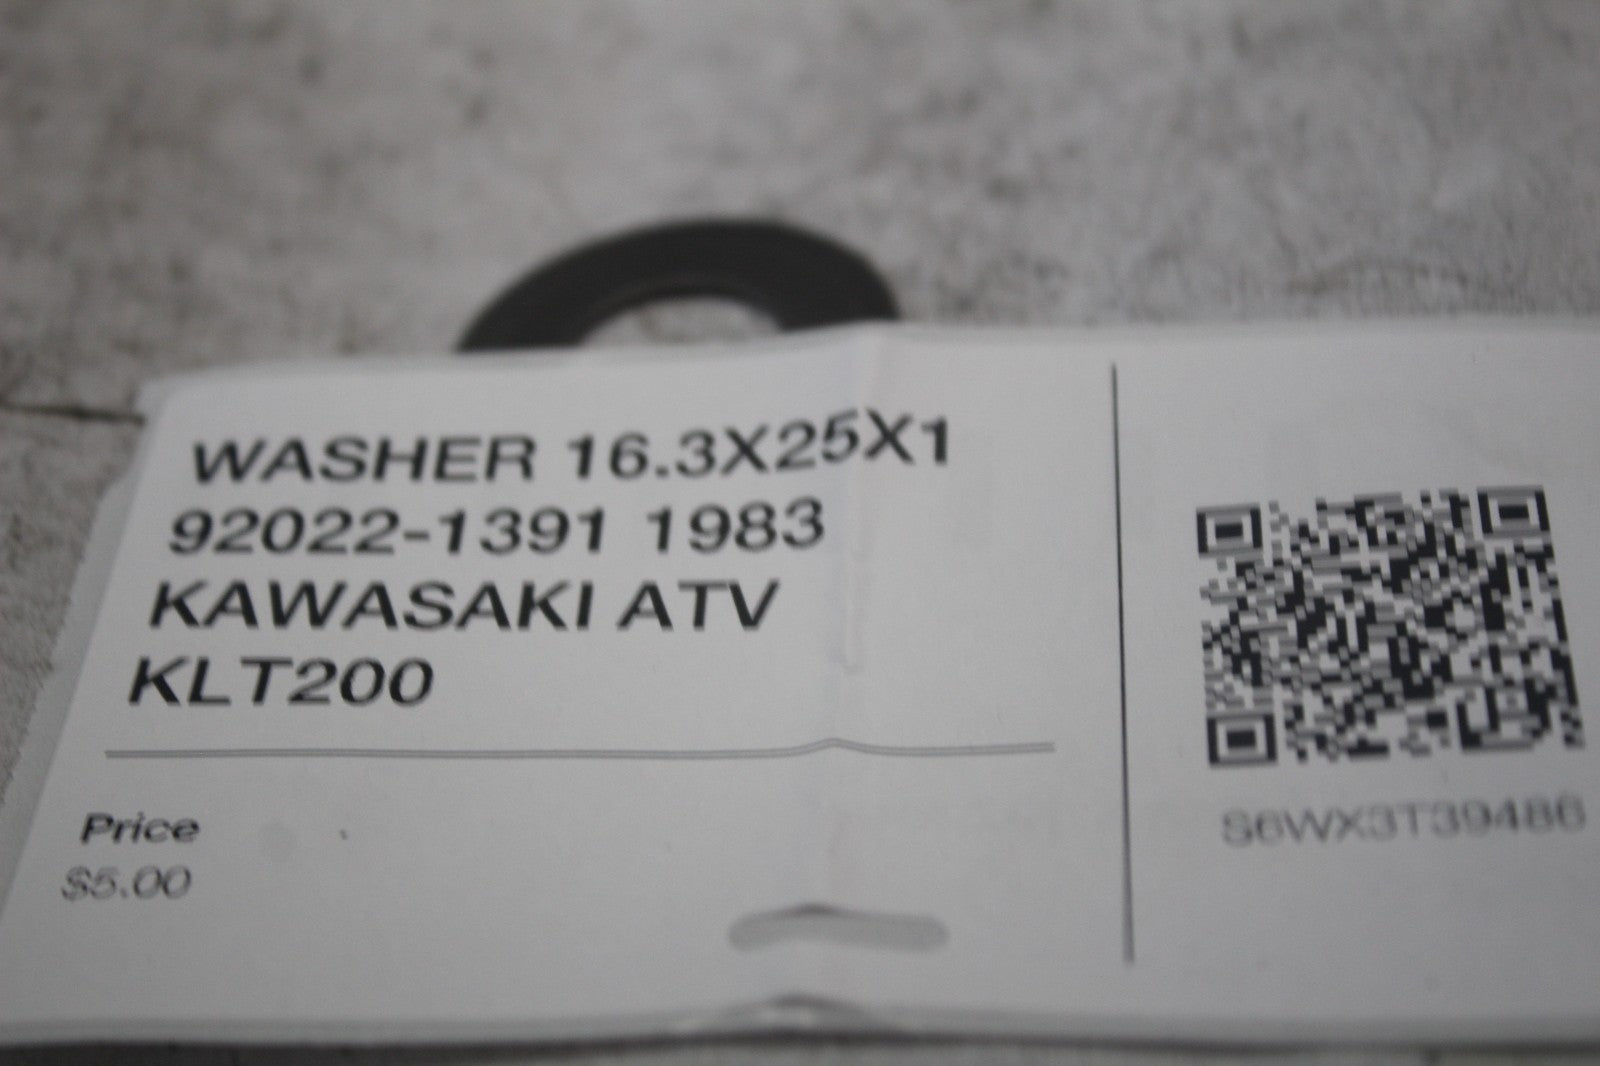 WASHER 16.3X25X1
92022-1391 1983
KAWASAKI ATV
KLT200
Price
$5.00
S6WX3T39486